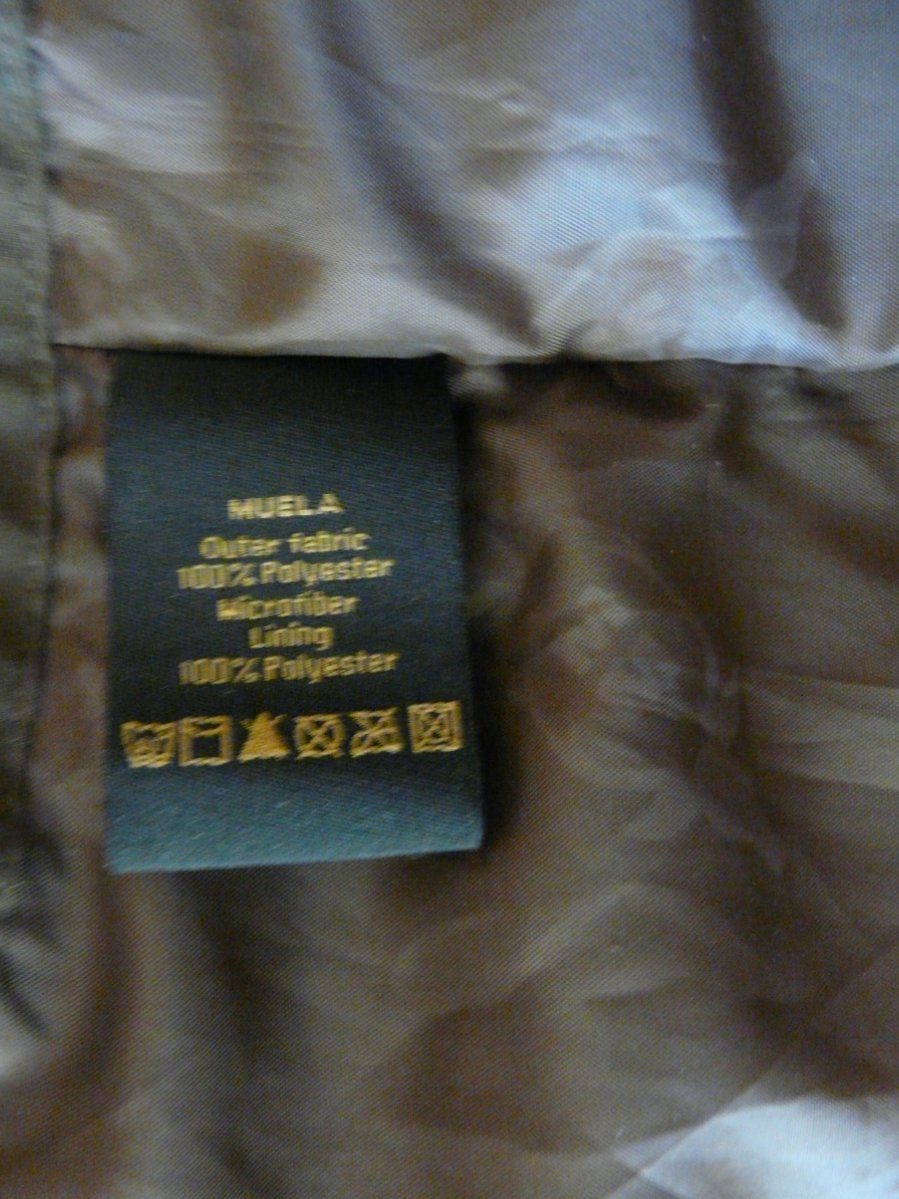 MUELA
Outer fabric
100% Polyester
Microfiber
Lining
100% Polyester